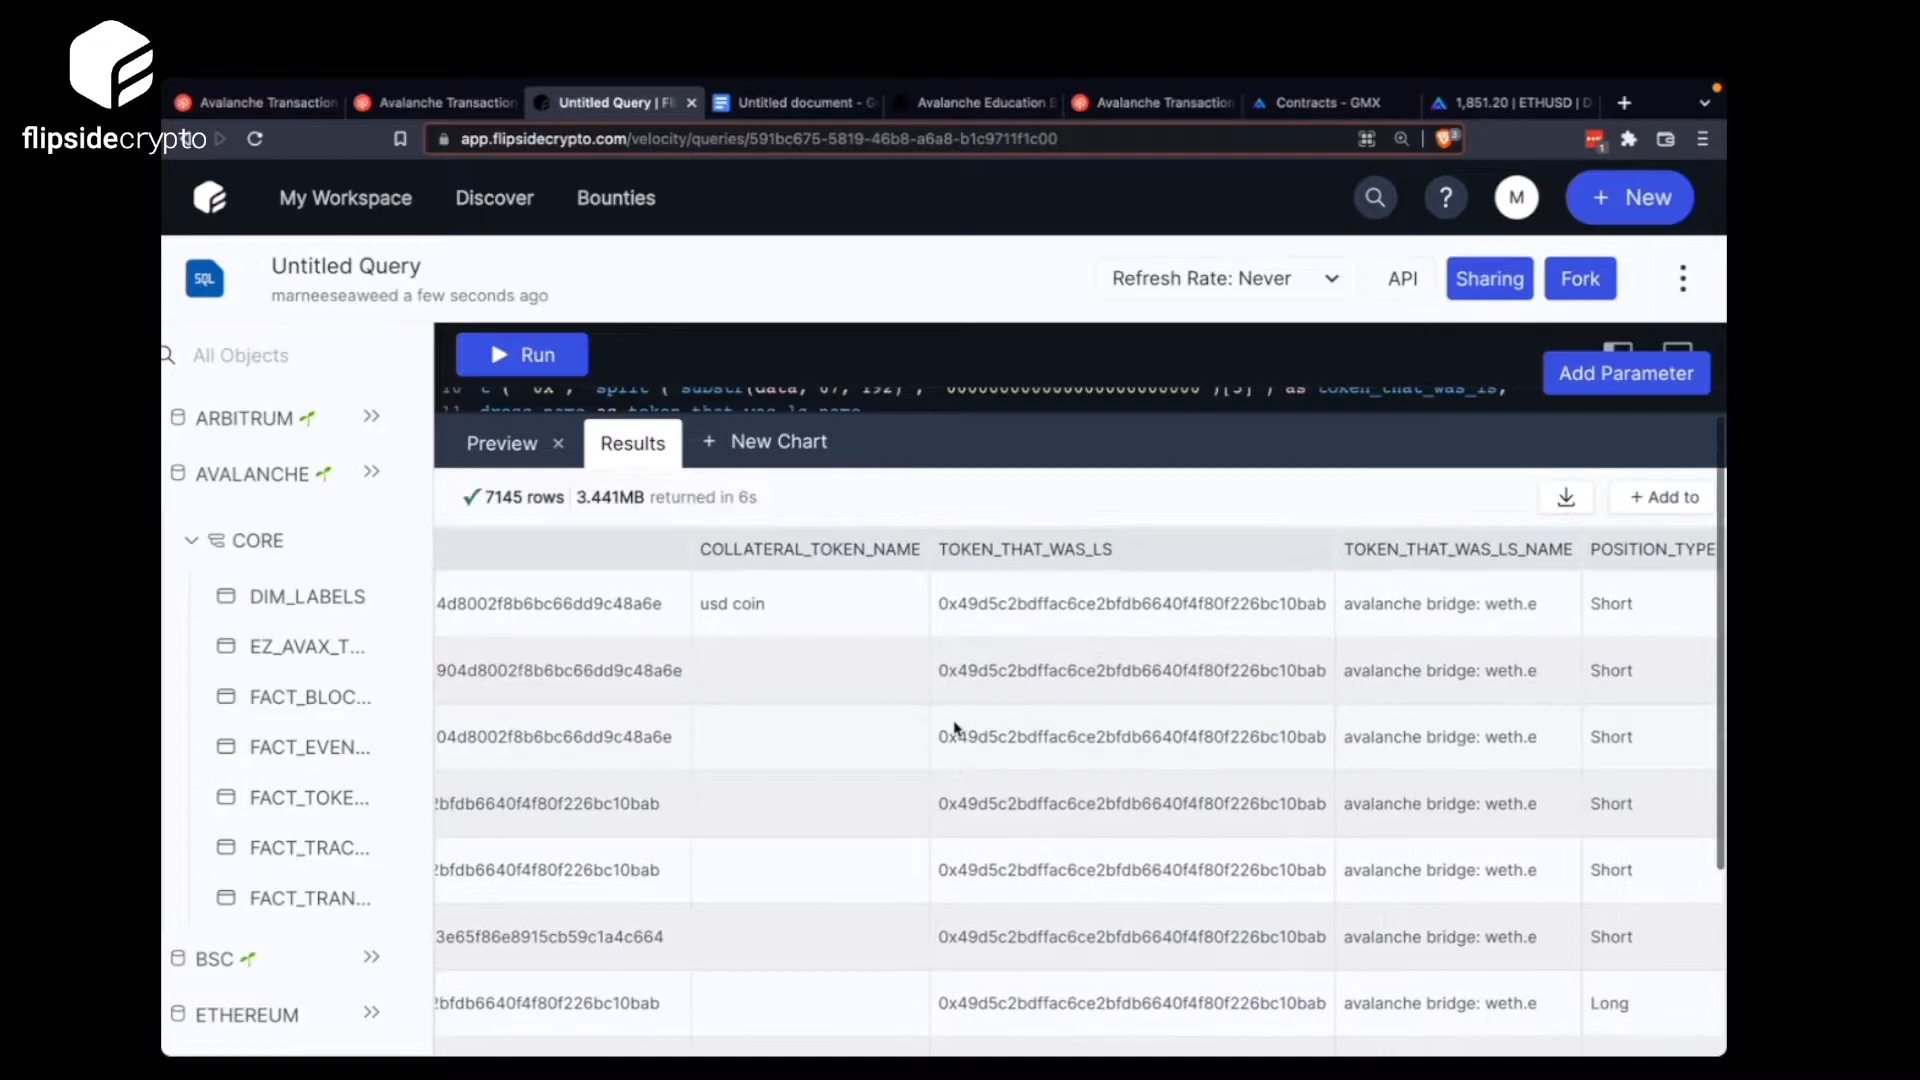 flipsidecrypto
Avalanche Transaction
Avalanche Transaction
Untitled Query | Fl
Untitled document - G
Avalanche Education B
Avalanche Transaction
Contracts - GMX
1,851.20 | ETHUSD | D
app.flipsidecrypto.com/velocity/queries/591bc675-5819-46b8-a6a8-b1c9711f1c00
My Workspace
Discover
Bounties
?
M
+ New
SQL
Untitled Query
marneeseaweed a few seconds ago
Refresh Rate: Never
API
Sharing
Fork
All Objects
ARBITRUM
AVALANCHE
CORE
DIM_LABELS
EZ_AVAX_T...
FACT_BLOC...
FACT_EVEN...
FACT_TOKE...
FACT_TRAC...
FACT_TRAN...
BSC
ETHEREUM
Run
Add Parameter
Preview
Results
+ New Chart
7145 rows 3.441MB returned in 6s
+ Add to
COLLATERAL_TOKEN_NAME TOKEN_THAT_WAS_LS TOKEN_THAT_WAS_LS_NAME POSITION_TYPE
4d8002f8b6bc66dd9c48a6e usd coin 0x49d5c2bdffac6ce2bfdb6640f4f80f226bc10bab avalanche bridge: weth.e Short
904d8002f8b6bc66dd9c48a6e 0x49d5c2bdffac6ce2bfdb6640f4f80f226bc10bab avalanche bridge: weth.e Short
04d8002f8b6bc66dd9c48a6e 0x49d5c2bdffac6ce2bfdb6640f4f80f226bc10bab avalanche bridge: weth.e Short
2bfdb6640f4f80f226bc10bab 0x49d5c2bdffac6ce2bfdb6640f4f80f226bc10bab avalanche bridge: weth.e Short
2bfdb6640f4f80f226bc10bab 0x49d5c2bdffac6ce2bfdb6640f4f80f226bc10bab avalanche bridge: weth.e Short
3e65f86e8915cb59c1a4c664 0x49d5c2bdffac6ce2bfdb6640f4f80f226bc10bab avalanche bridge: weth.e Short
2bfdb6640f4f80f226bc10bab 0x49d5c2bdffac6ce2bfdb6640f4f80f226bc10bab avalanche bridge: weth.e Long